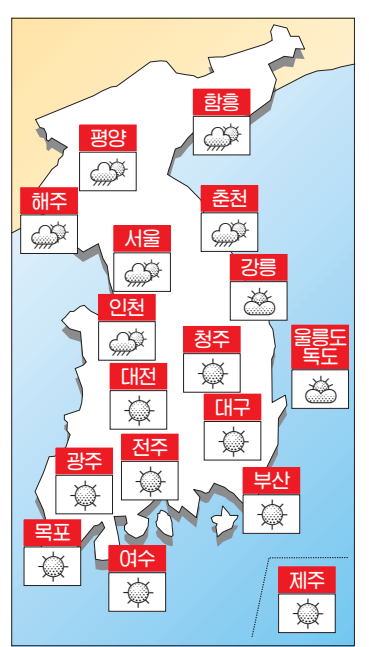 함흥
평양
해주
춘천
서울
강릉
인천
청주
울릉도
독도
대전
대구
전주
광주
부산
목포
여수
제주